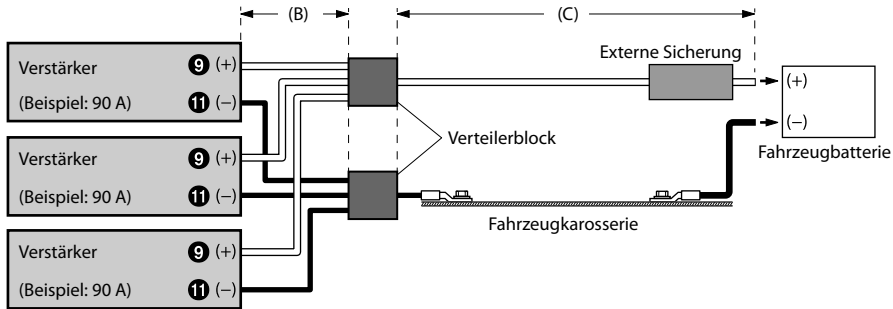 (B)
(C)
Externe Sicherung
Verstärker
9 (+)
(Beispiel: 90 A)
11 (−)
(+)
(−)
Verteilerblock
Fahrzeugbatterie
Verstärker
9 (+)
(Beispiel: 90 A)
11 (−)
Fahrzeugkarosserie
Verstärker
9 (+)
(Beispiel: 90 A)
11 (−)